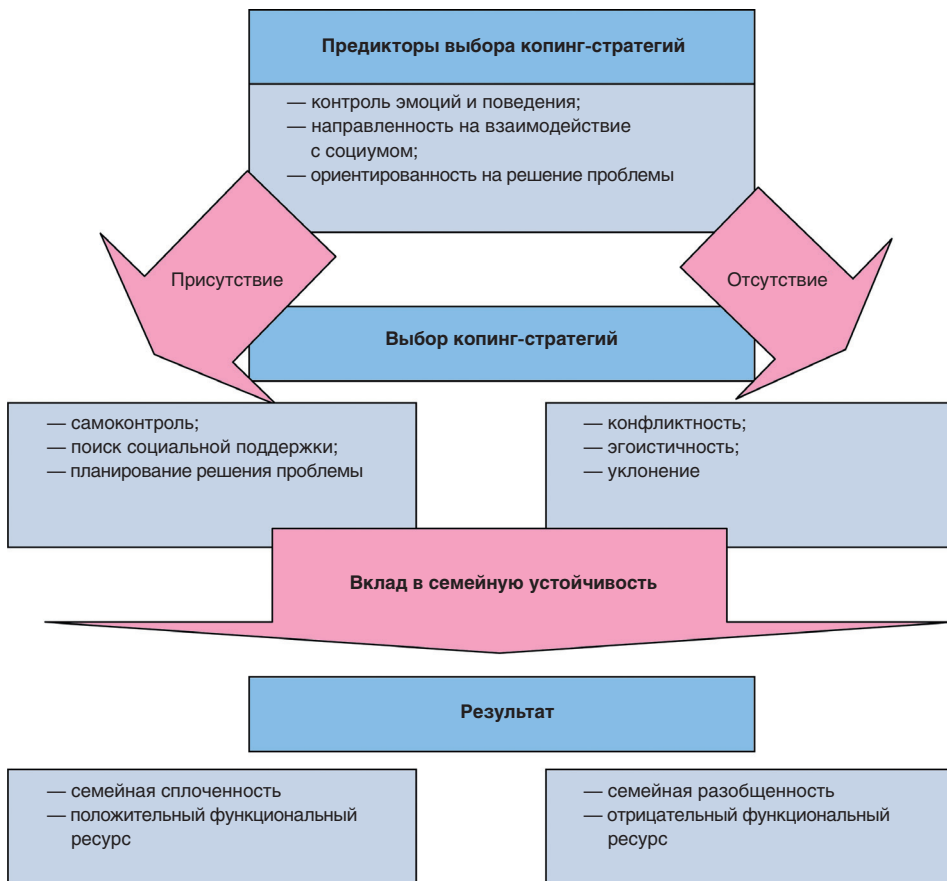 Предикторы выбора копинг-стратегий
— контроль эмоций и поведения;
— направленность на взаимодействие
с социумом;
— ориентированность на решение проблемы
Присутствие
Отсутствие
Выбор копинг-стратегий
— самоконтроль;
— поиск социальной поддержки;
— планирование решения проблемы
— конфликтность;
— эгоистичность;
— уклонение
Вклад в семейную устойчивость
Результат
— семейная сплоченность
— положительный функциональный
ресурс
— семейная разобщенность
— отрицательный функциональный
ресурс